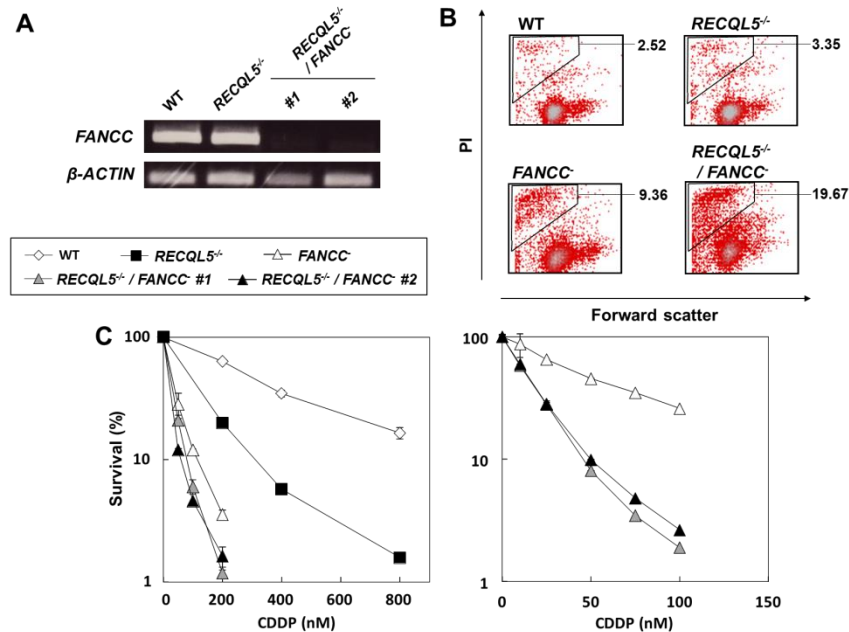 A
WT
RECQL5-/-
RECQL5-/-
/ FANCC-
#1
#2
FANCC
β-ACTIN
B
WT
2.52
RECQL5-/-
3.35
FANCC-
9.36
RECQL5-/-
/ FANCC-
19.67
PI
Forward scatter
WT
RECQL5-/-
FANCC-
RECQL5-/- / FANCC- #1
RECQL5-/- / FANCC- #2
C
Survival (%)
100
10
1
0
200
400
600
800
CDDP (nM)
100
10
1
0
50
100
150
CDDP (nM)